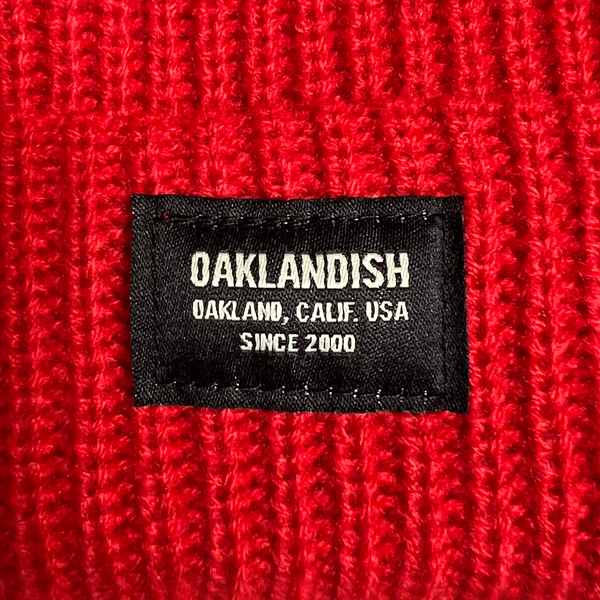 OAKLANDISH
OAKLAND, CALIF. USA
SINCE 2000